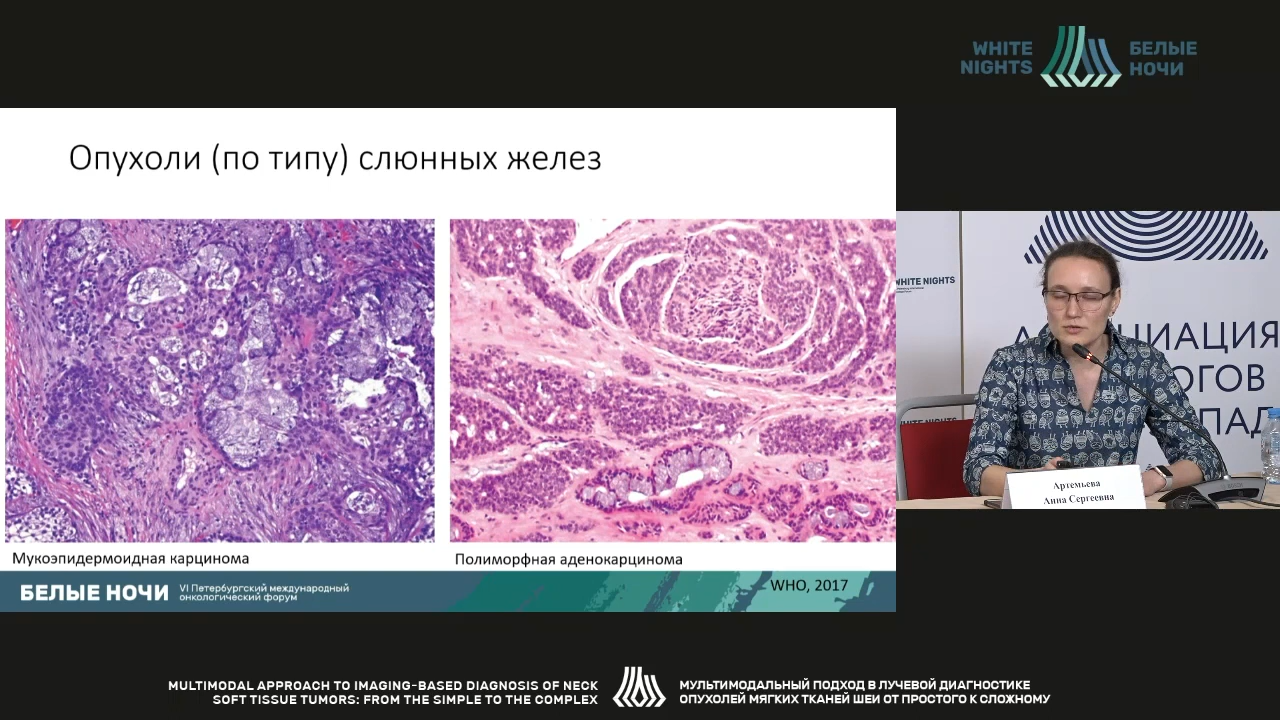 WHITE
NIGHTS
БЕЛЫЕ
НОЧИ
Опухоли (по типу) слюнных желез
Мукоэпидермоидная карцинома
Полиморфная аденокарцинома
БЕЛЫЕ НОЧИ
VI Петербургский международный
онкологический форум
WHO, 2017
WHITE NIGHTS
АССОЦИАЦИЯ
ОГОВ
ПАД
WHITE NIGHTS
Артемьева
Анна Сергеевна
MULTIMODAL APPROACH TO IMAGING-BASED DIAGNOSIS OF NECK
SOFT TISSUE TUMORS: FROM THE SIMPLE TO THE COMPLEX
МУЛЬТИМОДАЛЬНЫЙ ПОДХОД В ЛУЧЕВОЙ ДИАГНОСТИКЕ
ОПУХОЛЕЙ МЯГКИХ ТКАНЕЙ ШЕИ ОТ ПРОСТОГО К СЛОЖНОМУ